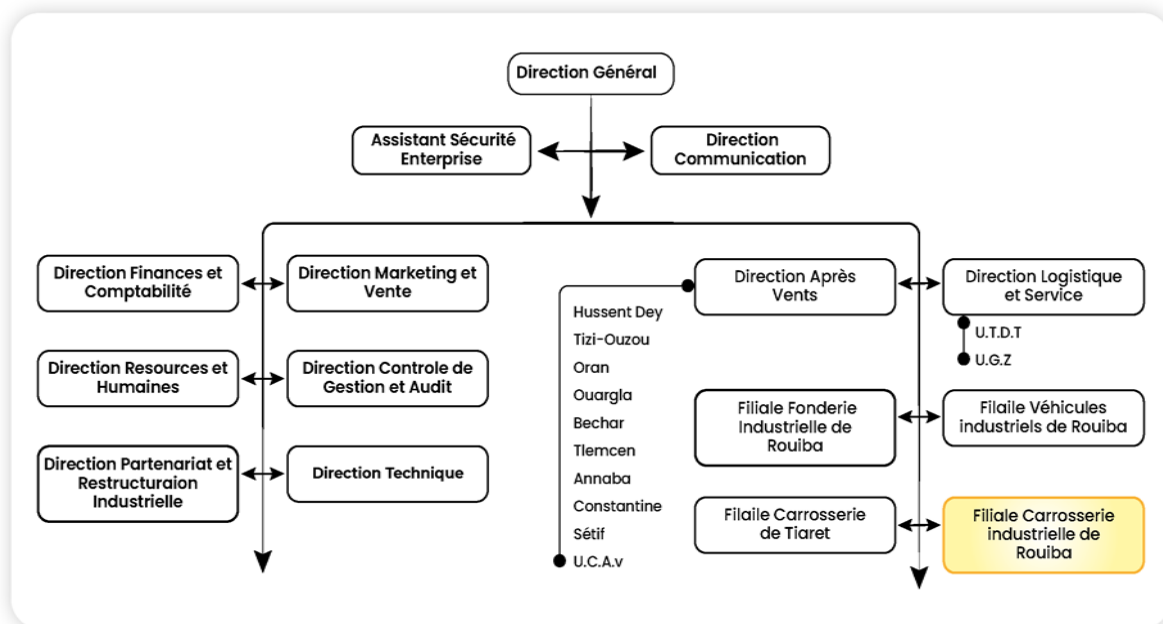 Direction Général
Assistant Sécurité
Enterprise
Direction
Communication
Direction Finances et
Comptabilité
Direction Marketing et
Vente
Direction Resources et
Humaines
Direction Controle de
Gestion et Audit
Direction Partenariat et
Restructuraion
Industrielle
Direction Technique
Direction Après
Vents
Direction Logistique
et Service
Hussent Dey
Tizi-Ouzou
Oran
Ouargla
Bechar
Tlemcen
Annaba
Constantine
Sétif
U.C.A.v
U.T.D.T
U.G.Z
Filiale Fonderie
Industrielle de
Rouiba
Filaile Véhicules
industriels de Rouiba
Filaile Carrosserie
de Tiaret
Filiale Carrosserie
industrielle de
Rouiba